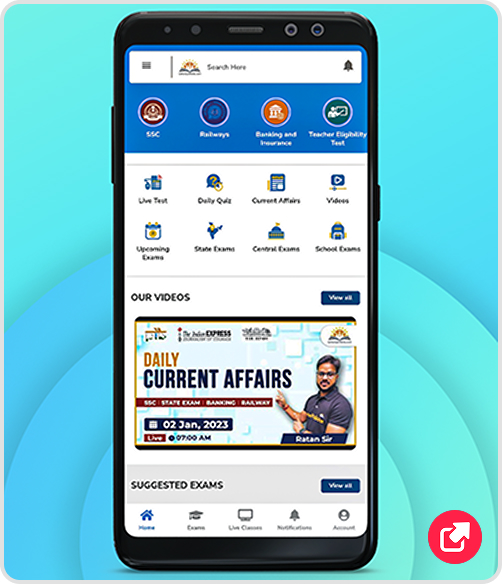 Search Here
SSC
Railways
Banking and
Insurance
Teacher Eligibility
Test
Live Test
Daily Quiz
Current Affairs
Videos
Upcoming
Exams
State Exams
Central Exams
School Exams
OUR VIDEOS
View all
The Indian EXPRESS
DAILY
CURRENT AFFAIRS
SSC | STATE EXAM | BANKING | RAILWAY
02 Jan, 2023
Live
07:00 AM
Ratan Sir
SUGGESTED EXAMS
View all
Home
Exams
Live Classes
Notifications
Account